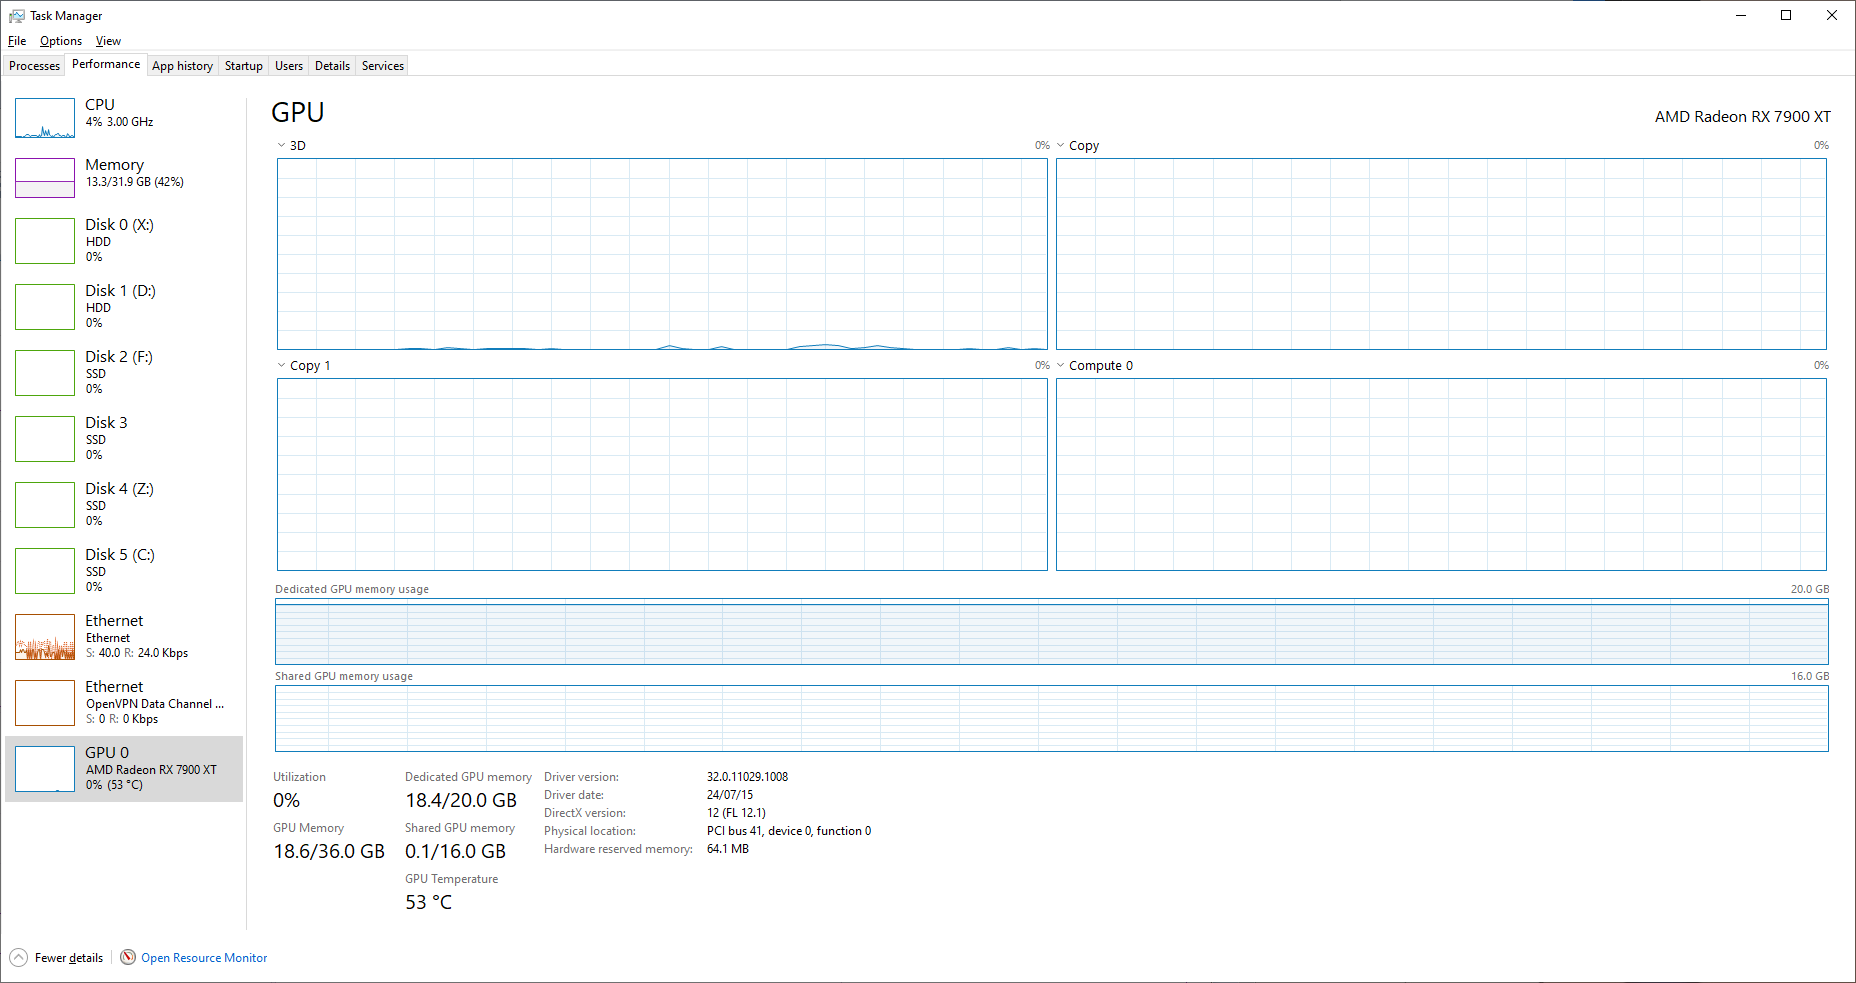 Task Manager
File Options View
Processes Performance App history Startup Users Details Services
CPU
4% 3.00 GHz
Memory
13.3/31.9 GB (42%)
Disk 0 (X:)
HDD
0%
Disk 1 (D:)
HDD
0%
Disk 2 (F:)
SSD
0%
Disk 3
SSD
0%
Disk 4 (Z:)
SSD
0%
Disk 5 (C:)
SSD
0%
Ethernet
Ethernet
S: 40.0 R: 24.0 Kbps
Ethernet
OpenVPN Data Channel ...
S: 0 R: 0 Kbps
GPU 0
AMD Radeon RX 7900 XT
0% (53 °C)
GPU
AMD Radeon RX 7900 XT
3D 0%
Copy 0%
Copy 1 0%
Compute 0 0%
Dedicated GPU memory usage 20.0 GB
Shared GPU memory usage 16.0 GB
Utilization
0%
GPU Memory
18.6/36.0 GB
Dedicated GPU memory
18.4/20.0 GB
Shared GPU memory
0.1/16.0 GB
GPU Temperature
53 °C
Driver version: 32.0.11029.1008
Driver date: 24/07/15
DirectX version: 12 (FL 12.1)
Physical location: PCI bus 41, device 0, function 0
Hardware reserved memory: 64.1 MB
Fewer details
Open Resource Monitor